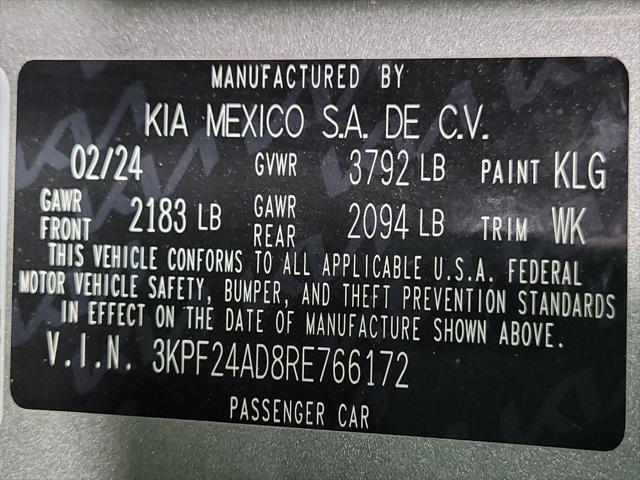 MANUFACTURED BY
KIA MEXICO S.A. DE C.V.
02/24 GVWR 3792 LB PAINT KLG
GAWR FRONT 2183 LB GAWR REAR 2094 LB TRIM WK
THIS VEHICLE CONFORMS TO ALL APPLICABLE U.S.A. FEDERAL
MOTOR VEHICLE SAFETY, BUMPER, AND THEFT PREVENTION STANDARDS
IN EFFECT ON THE DATE OF MANUFACTURE SHOWN ABOVE.
V.I.N. 3KPF24AD8RE766172
PASSENGER CAR